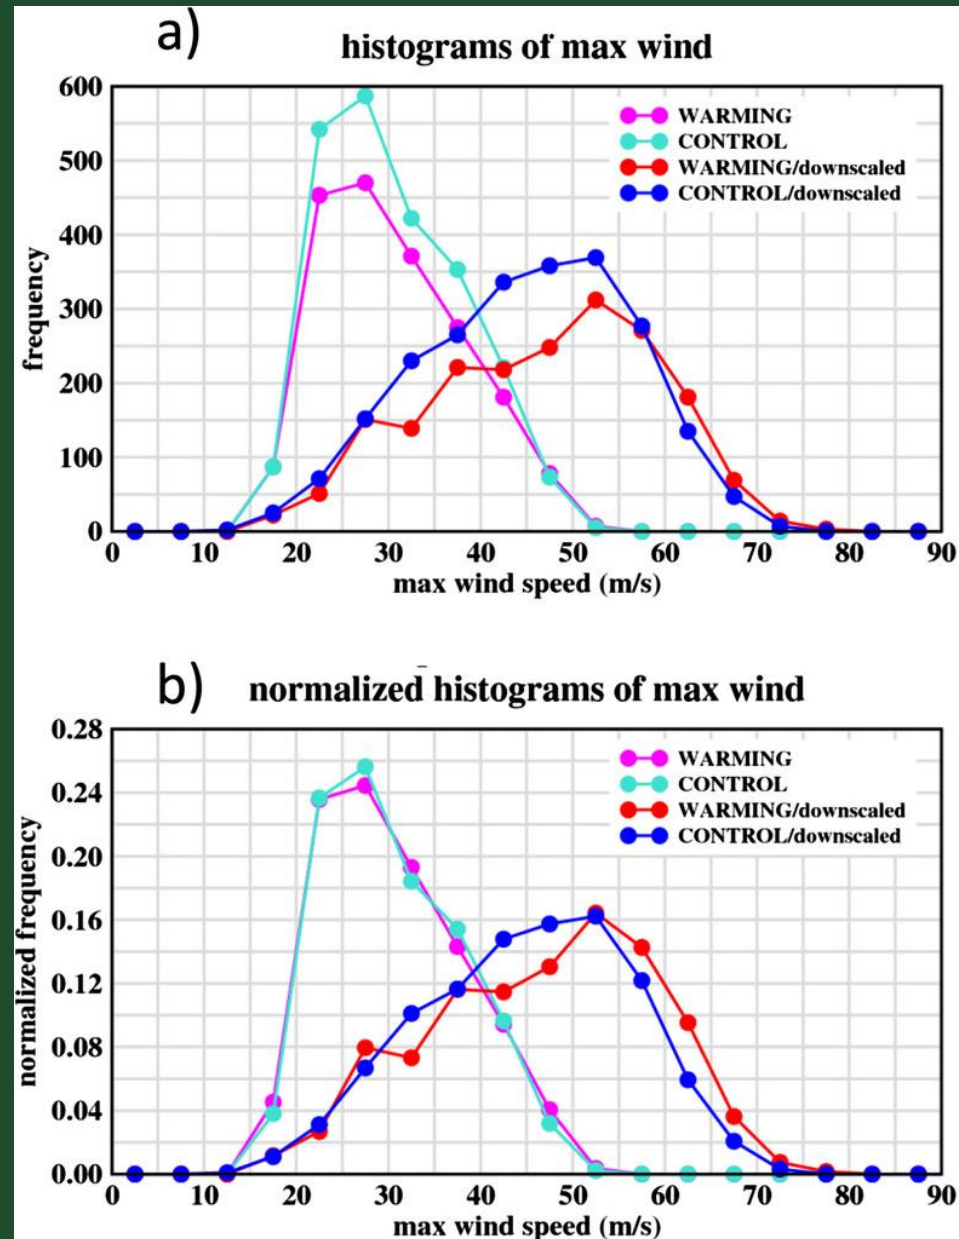 a)
histograms of max wind
600
500
400
300
200
100
0
frequency
WARMING
CONTROL
WARMING/downscaled
CONTROL/downscaled
0 10 20 30 40 50 60 70 80 90
max wind speed (m/s)
b)
normalized histograms of max wind
0.28
0.24
0.20
0.16
0.12
0.08
0.04
0.00
normalized frequency
WARMING
CONTROL
WARMING/downscaled
CONTROL/downscaled
0 10 20 30 40 50 60 70 80 90
max wind speed (m/s)